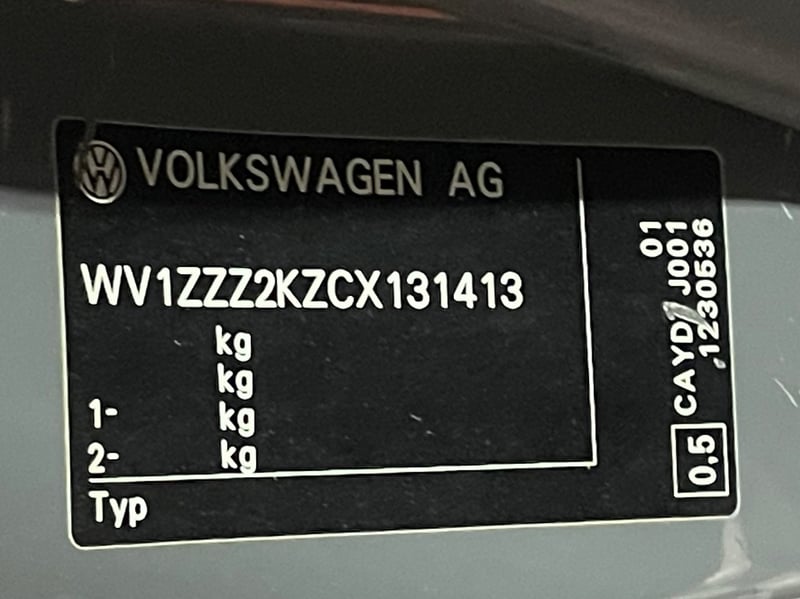 VOLKSWAGEN AG
WV1ZZZ2KZCX131413
kg
kg
1- kg
2- kg
Typ
01
CAYD J001
1230536
0,5